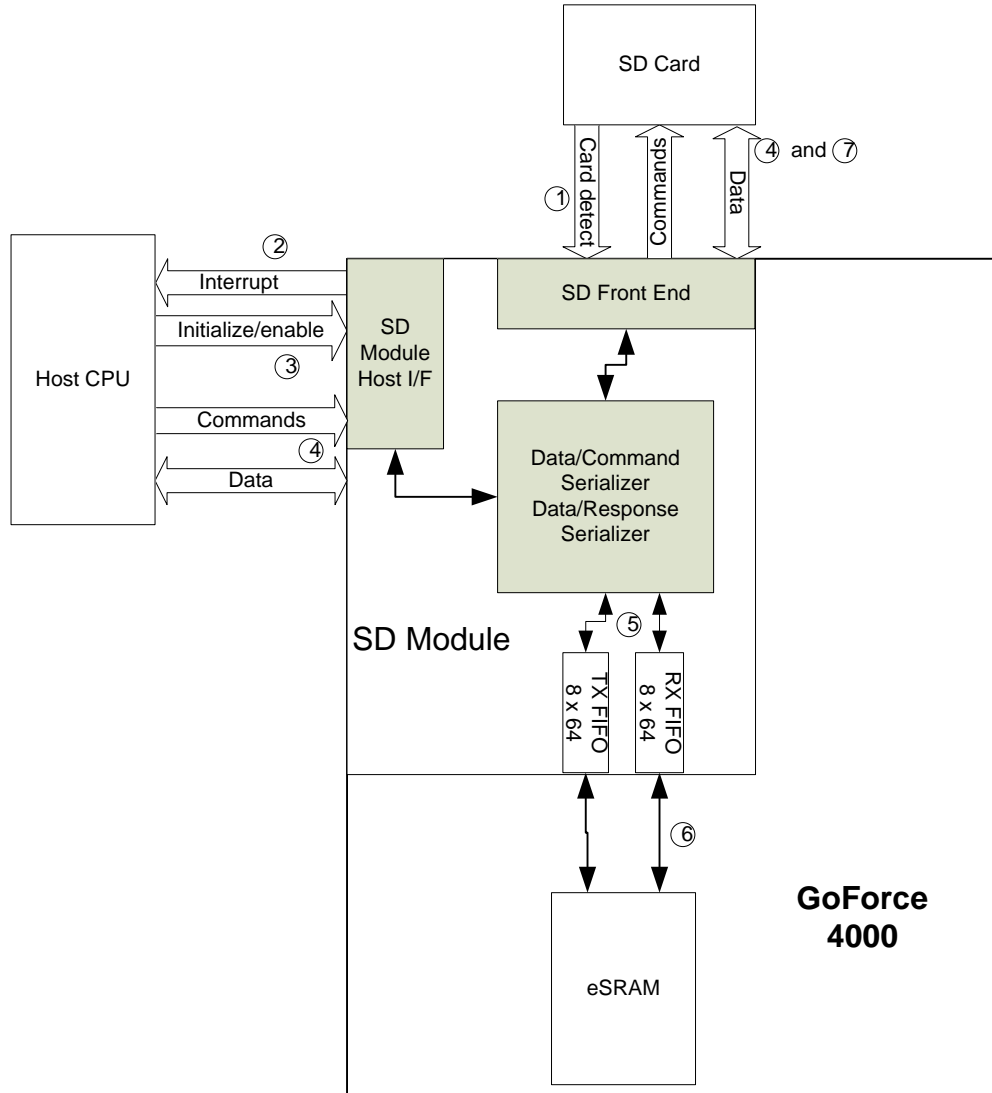 SD Card
Card detect
Commands
Data
1
4 and 7
2
Interrupt
Initialize/enable
3
Host CPU
Commands
4
Data
SD
Module
Host I/F
SD Front End
Data/Command
Serializer
Data/Response
Serializer
SD Module
5
TX FIFO
8 x 64
RX FIFO
8 x 64
6
eSRAM
GoForce
4000